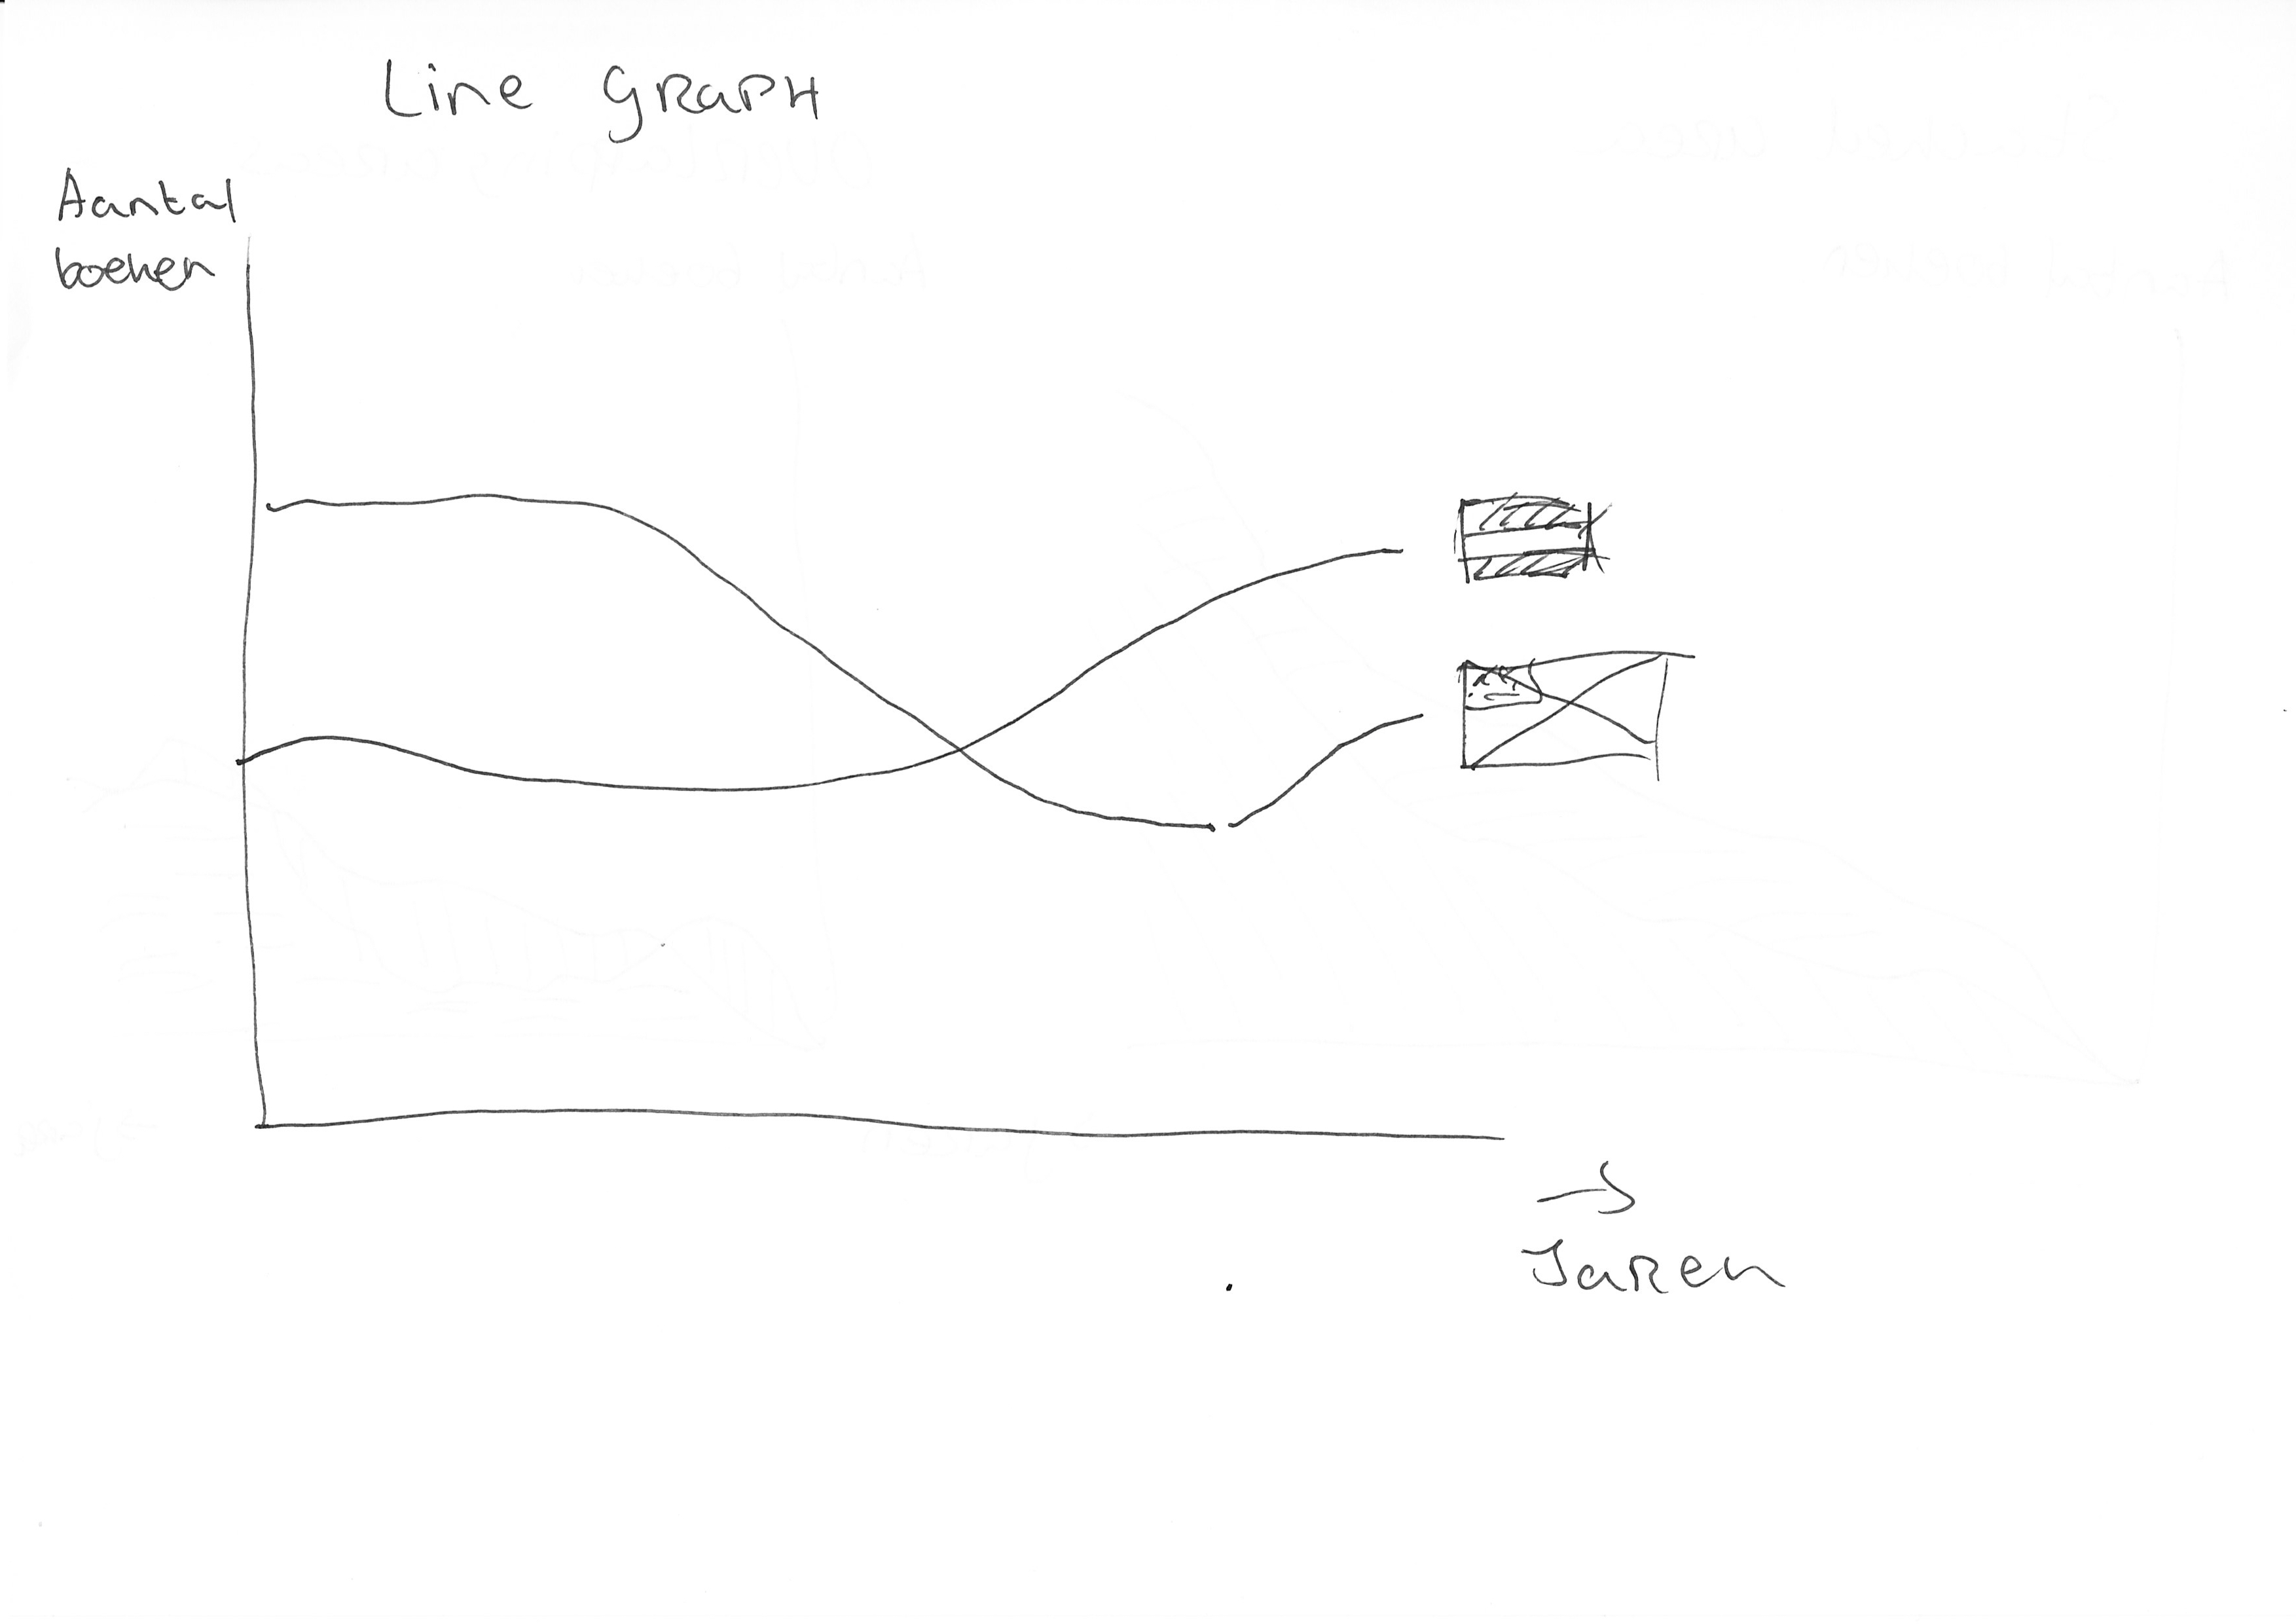 Line GRAPH
Aantal
boeken
→
Jaren